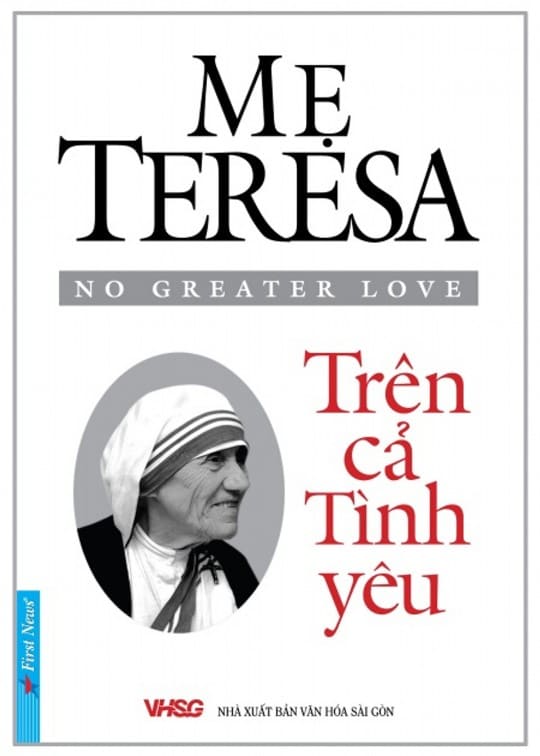 MẸ
TERESA
NO GREATER LOVE
Trên
cả
Tình
yêu
First News
VHSG NHÀ XUẤT BẢN VĂN HÓA SÀI GÒN